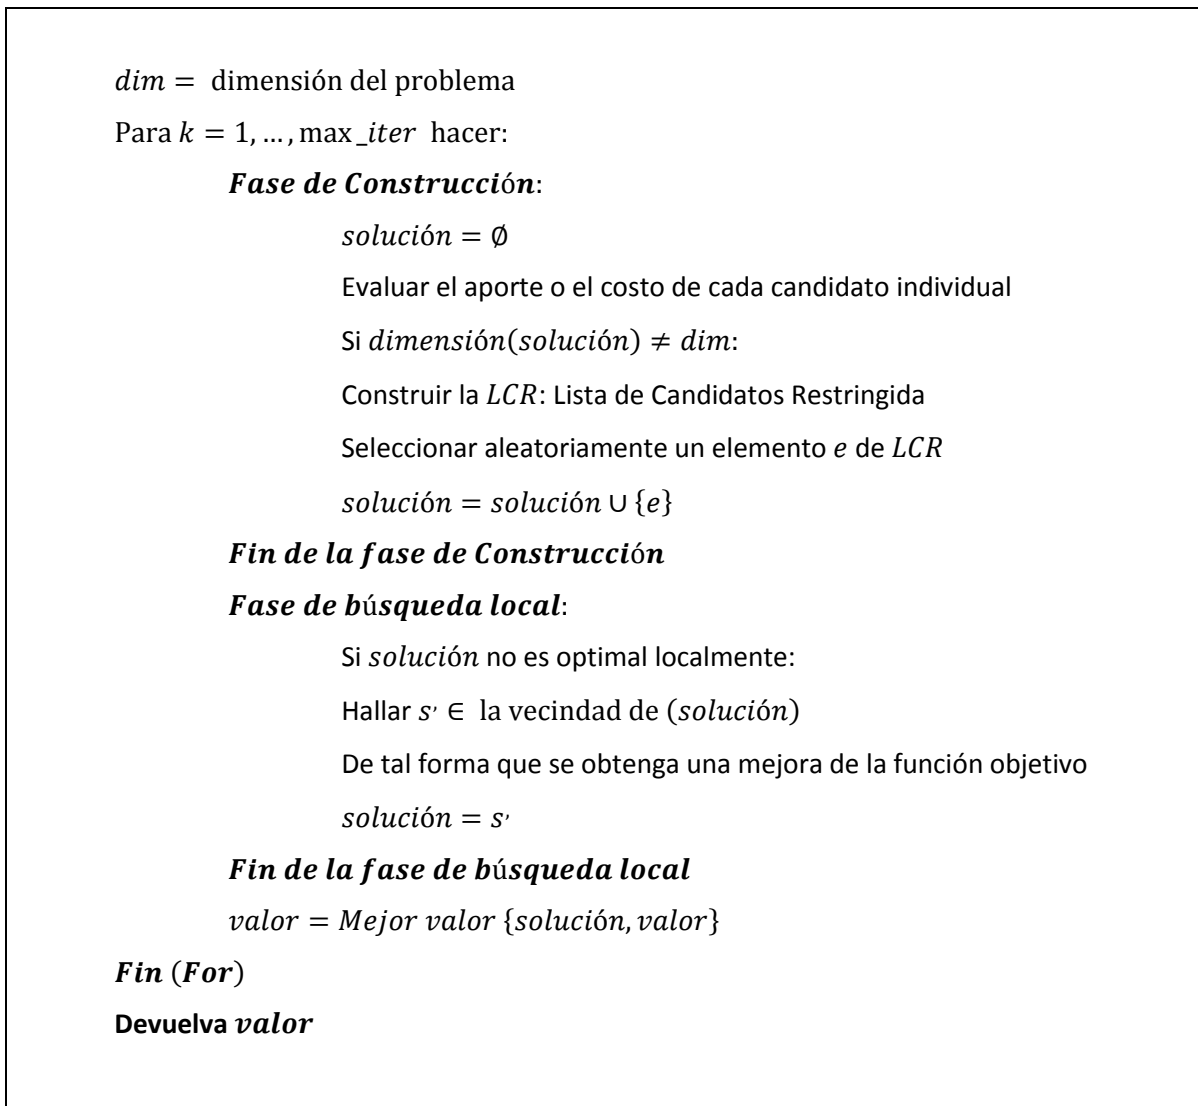 dim = dimensión del problema
Para k = 1, … , max _iter hacer:
Fase de Construcción:
solución = ∅
Evaluar el aporte o el costo de cada candidato individual
Si dimensión(solución) ≠ dim:
Construir la LCR: Lista de Candidatos Restringida
Seleccionar aleatoriamente un elemento e de LCR
solución = solución ∪ {e}
Fin de la fase de Construcción
Fase de búsqueda local:
Si solución no es optimal localmente:
Hallar s’ ∈ la vecindad de (solución)
De tal forma que se obtenga una mejora de la función objetivo
solución = s’
Fin de la fase de búsqueda local
valor = Mejor valor {solución, valor}
Fin (For)
Devuelva valor